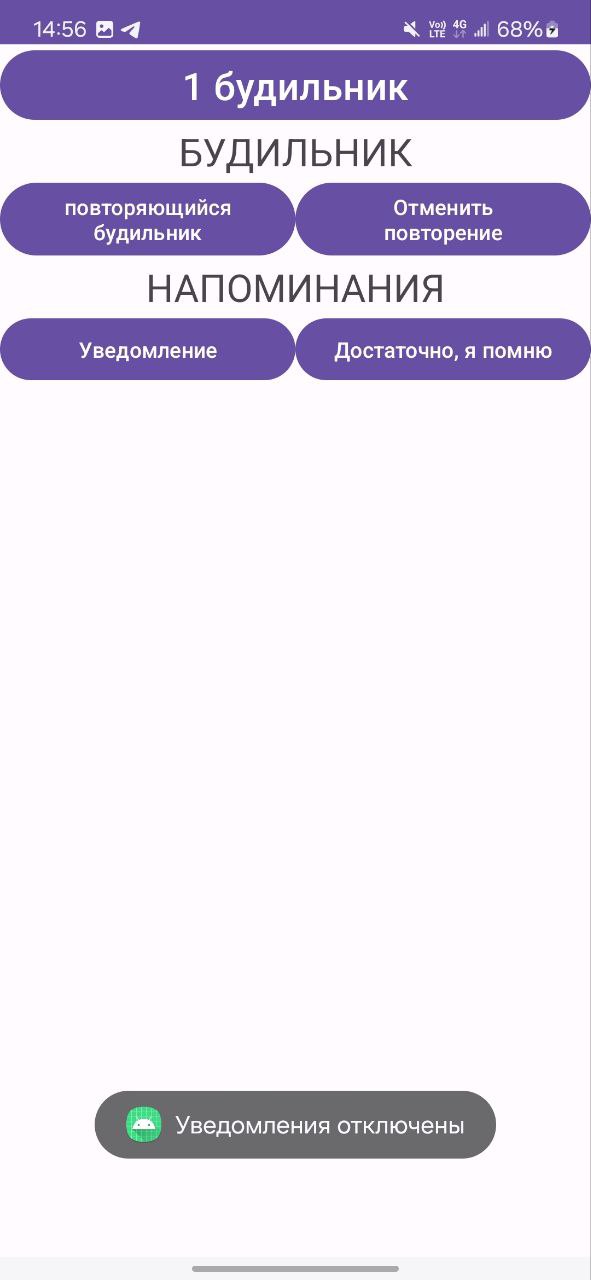 14:56
Vo)) LTE 4G 68%
1 будильник
БУДИЛЬНИК
повторяющийся
будильник
Отменить
повторение
НАПОМИНАНИЯ
Уведомление
Достаточно, я помню
Уведомления отключены